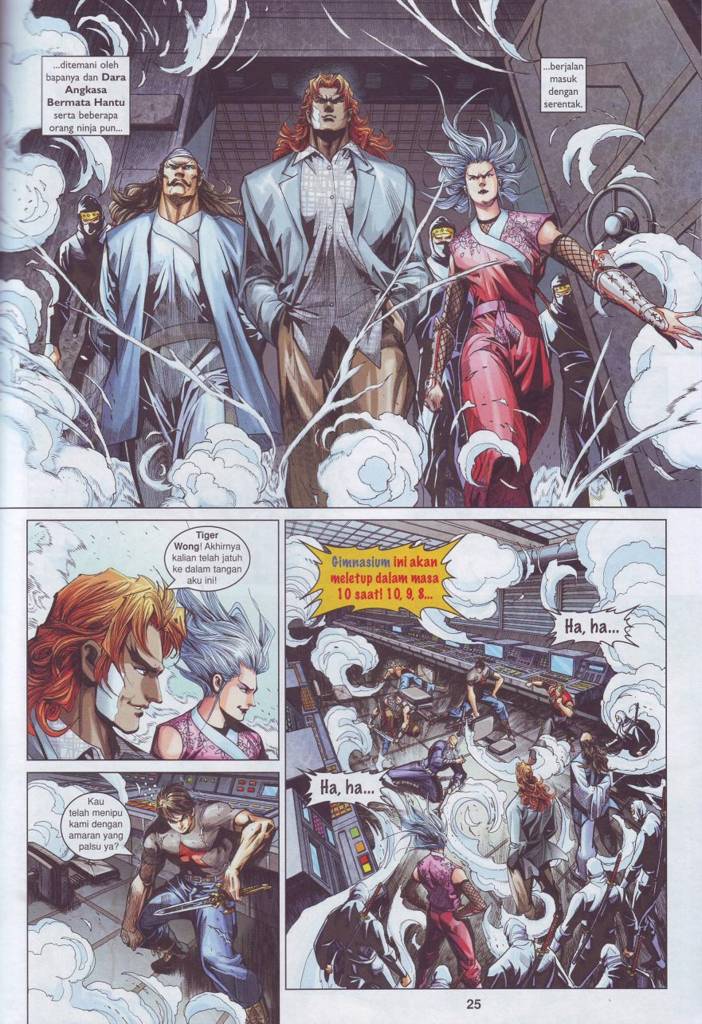 ...ditemani oleh
bapanya dan Dara
Angkasa
Bermata Hantu
serta beberapa
orang ninja pun...
...berjalan
masuk
dengan
serentak.
Tiger
Wong! Akhirnya
kalian telah jatuh
ke dalam tangan
aku ini!
Gimnasium ini akan
meletup dalam masa
10 saat! 10, 9, 8...
Ha, ha...
Ha, ha...
Kau
telah menipu
kami dengan
amaran yang
palsu ya?
25